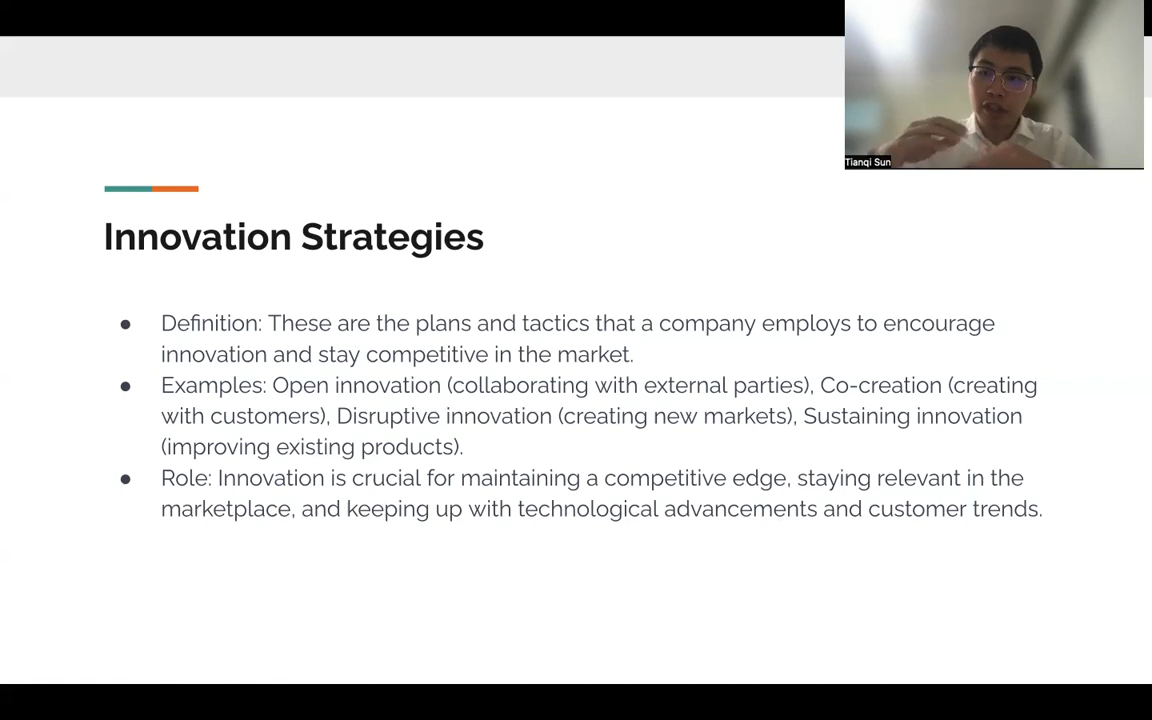 Tianqi Sun
Innovation Strategies
● Definition: These are the plans and tactics that a company employs to encourage
innovation and stay competitive in the market.
● Examples: Open innovation (collaborating with external parties), Co-creation (creating
with customers), Disruptive innovation (creating new markets), Sustaining innovation
(improving existing products).
● Role: Innovation is crucial for maintaining a competitive edge, staying relevant in the
marketplace, and keeping up with technological advancements and customer trends.